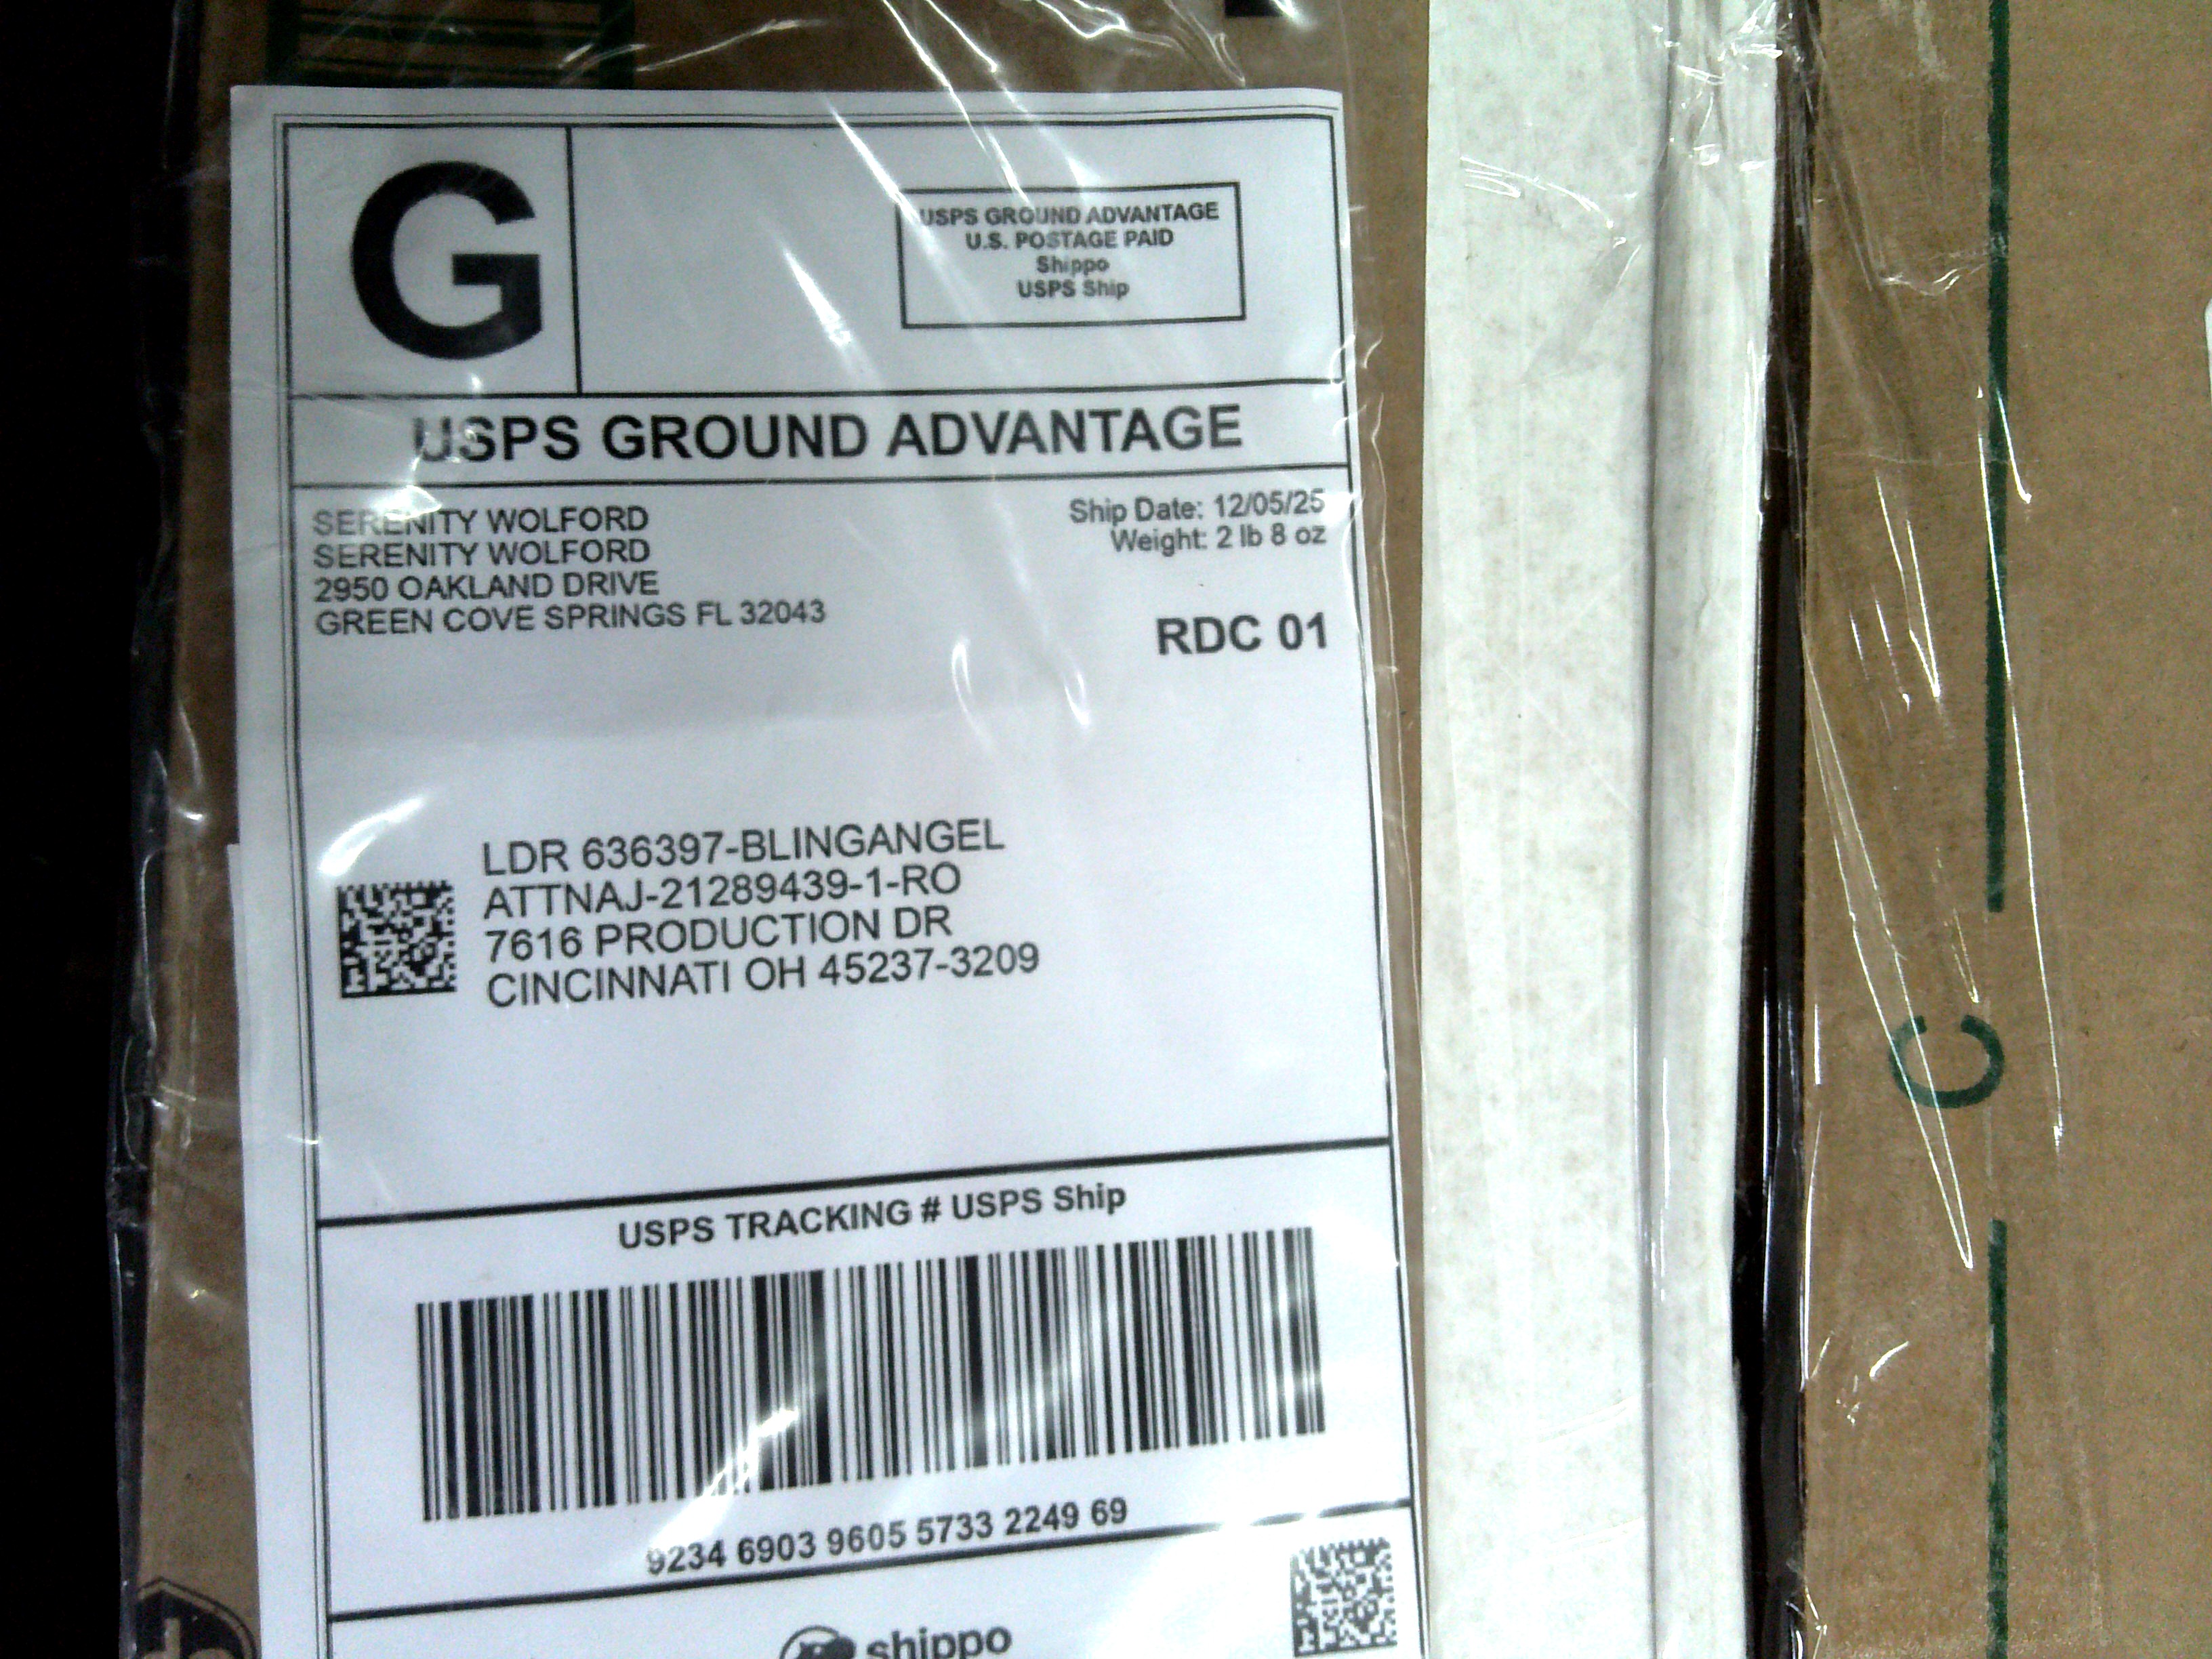 G
USPS GROUND ADVANTAGE
U.S. POSTAGE PAID
Shippo
USPS Ship
USPS GROUND ADVANTAGE
SERENITY WOLFORD
SERENITY WOLFORD
2950 OAKLAND DRIVE
GREEN COVE SPRINGS FL 32043
Ship Date: 12/05/25
Weight: 2 lb 8 oz
RDC 01
LDR 636397-BLINGANGEL
ATTNAJ-21289439-1-RO
7616 PRODUCTION DR
CINCINNATI OH 45237-3209
USPS TRACKING # USPS Ship
9234 6903 9605 5733 2249 69
shippo
C